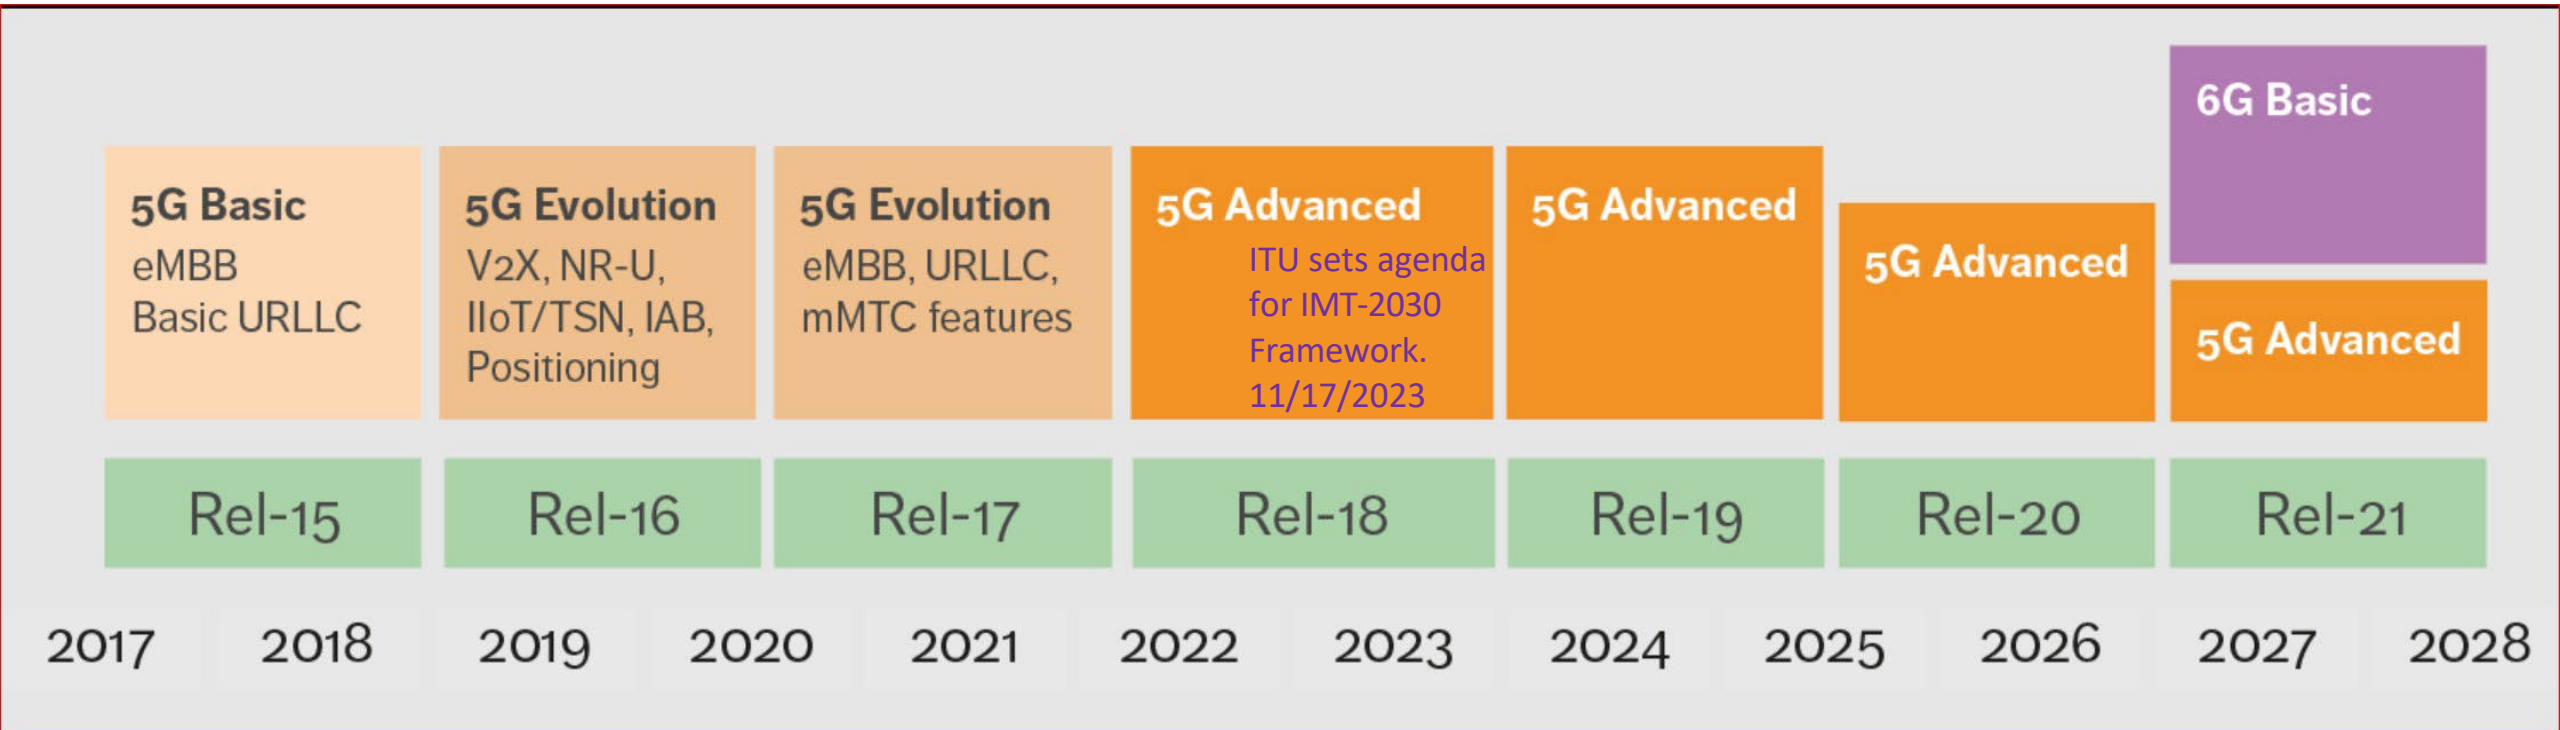 5G Basic
eMBB
Basic URLLC
5G Evolution
V2X, NR-U,
IIoT/TSN, IAB,
Positioning
5G Evolution
eMBB, URLLC,
mMTC features
5G Advanced
ITU sets agenda
for IMT-2030
Framework.
11/17/2023
5G Advanced
5G Advanced
6G Basic
5G Advanced
Rel-15
Rel-16
Rel-17
Rel-18
Rel-19
Rel-20
Rel-21
2017
2018
2019
2020
2021
2022
2023
2024
2025
2026
2027
2028